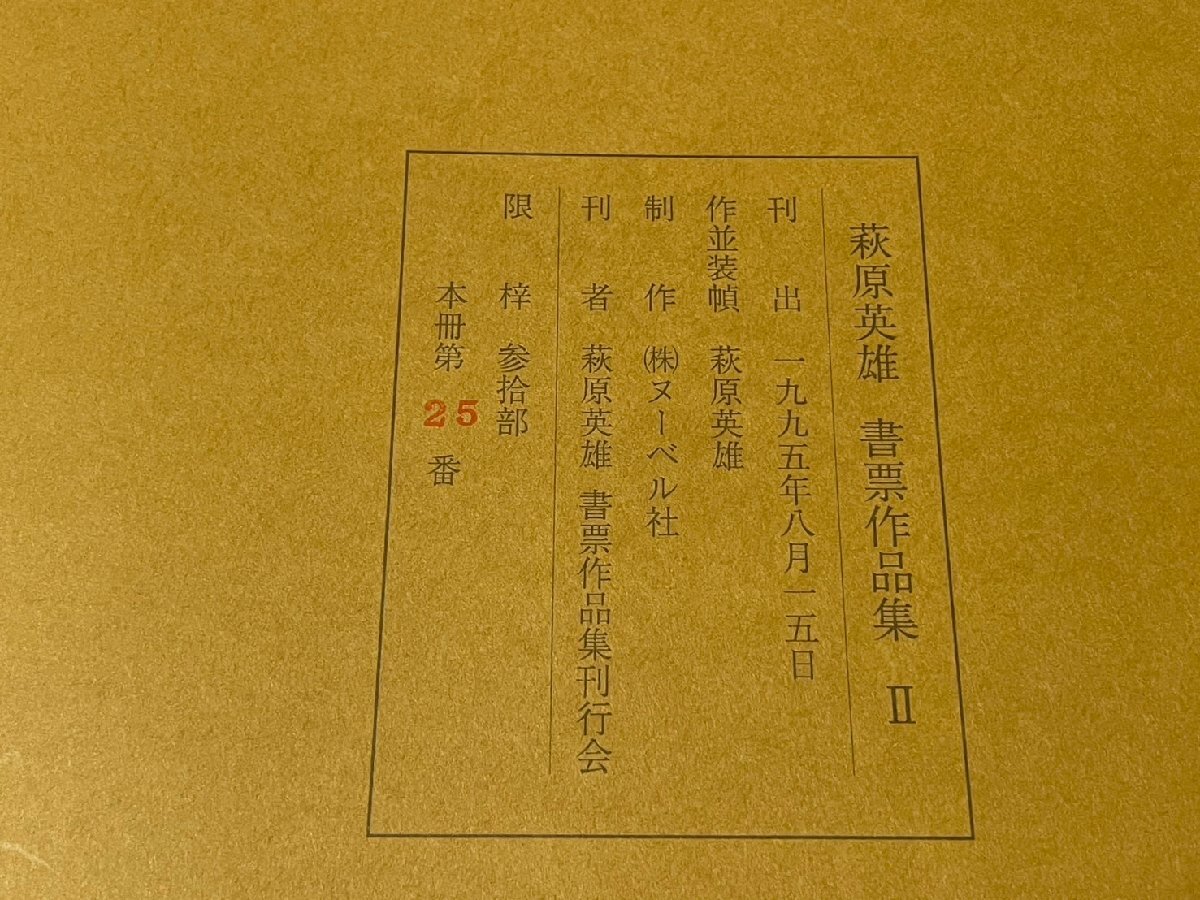 萩原英雄 書票作品集 Ⅱ
刊出 一九九五年八月一五日
作並装幀 萩原英雄
制作 ㈱ヌーベル社
刊者 萩原英雄 書票作品集刊行会
限梓 参拾部
本冊第 25 番